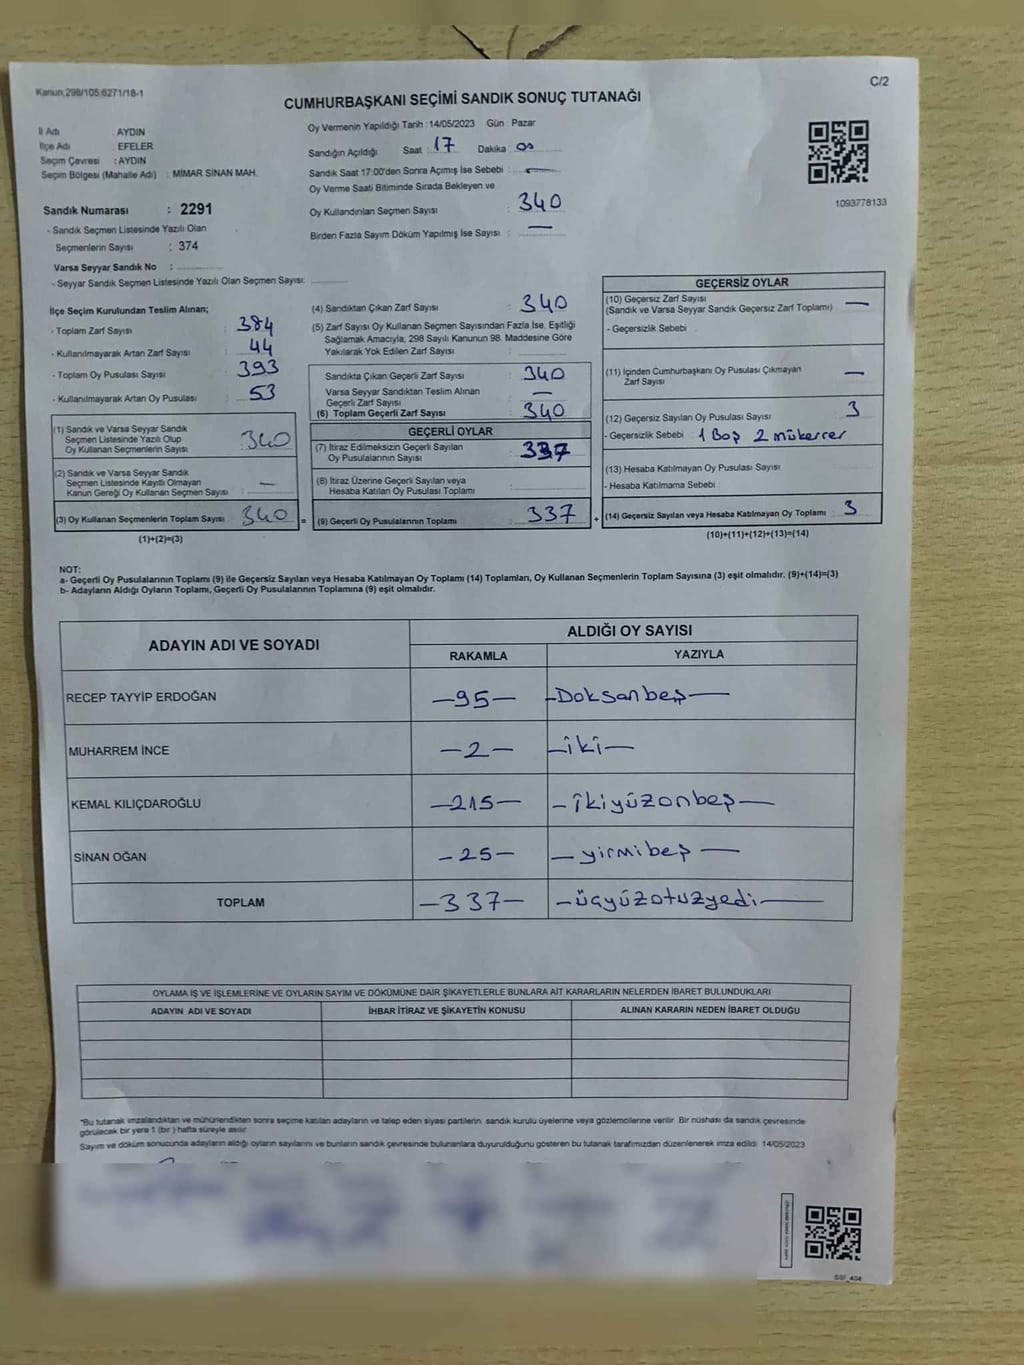 Kanun:298/105:6271/18-1
C/2
CUMHURBAŞKANI SEÇİMİ SANDIK SONUÇ TUTANAĞI
İl Adı : AYDIN
İlçe Adı : EFELER
Seçim Çevresi : AYDIN
Seçim Bölgesi (Mahalle Adı) : MİMAR SİNAN MAH.
Sandık Numarası : 2291
- Sandık Seçmen Listesinde Yazılı Olan
Seçmenlerin Sayısı : 374
Varsa Seyyar Sandık No :
- Seyyar Sandık Seçmen Listesinde Yazılı Olan Seçmen Sayısı:
Oy Vermenin Yapıldığı Tarih : 14/05/2023 Gün : Pazar
Sandığın Açıldığı Saat : 17 Dakika : 00
Sandık Saat 17:00'den Sonra Açımış İse Sebebi : —
Oy Verme Saati Bitiminde Sırada Bekleyen ve
Oy Kullandırılan Seçmen Sayısı : 340
Birden Fazla Sayım Döküm Yapılmış İse Sayısı : —
1093778133
İlçe Seçim Kurulundan Teslim Alınan;
- Toplam Zarf Sayısı : 384
- Kullanılmayarak Artan Zarf Sayısı : 44
- Toplam Oy Pusulası Sayısı : 393
- Kullanılmayarak Artan Oy Pusulası : 53
(1) Sandık ve Varsa Seyyar Sandık
Seçmen Listesinde Yazılı Olup
Oy Kullanan Seçmenlerin Sayısı : 340
(2) Sandık ve Varsa Seyyar Sandık
Seçmen Listesinde Kayıtlı Olmayan
Kanun Gereği Oy Kullanan Seçmen Sayısı : —
(3) Oy Kullanan Seçmenlerin Toplam Sayısı : 340
(1)+(2)=(3)
(4) Sandıktan Çıkan Zarf Sayısı : 340
(5) Zarf Sayısı Oy Kullanan Seçmen Sayısından Fazla İse, Eşitliği
Sağlamak Amacıyla, 298 Sayılı Kanunun 98. Maddesine Göre
Yakılarak Yok Edilen Zarf Sayısı :
Sandıkta Çıkan Geçerli Zarf Sayısı : 340
Varsa Seyyar Sandıktan Teslim Alınan
Geçerli Zarf Sayısı : —
(6) Toplam Geçerli Zarf Sayısı : 340
GEÇERLİ OYLAR
(7) İtiraz Edilmeksizin Geçerli Sayılan
Oy Pusulalarının Sayısı : 337
(8) İtiraz Üzerine Geçerli Sayılan veya
Hesaba Katılan Oy Pusulası Toplamı :
= (9) Geçerli Oy Pusulalarının Toplamı : 337
GEÇERSİZ OYLAR
(10) Geçersiz Zarf Sayısı
(Sandık ve Varsa Seyyar Sandık Geçersiz Zarf Toplamı) : —
- Geçersizlik Sebebi :
(11) İçinden Cumhurbaşkanı Oy Pusulası Çıkmayan
Zarf Sayısı : —
(12) Geçersiz Sayılan Oy Pusulası Sayısı : 3
- Geçersizlik Sebebi : 1 Boş 2 mükerrer
(13) Hesaba Katılmayan Oy Pusulası Sayısı :
- Hesaba Katılmama Sebebi :
+ (14) Geçersiz Sayılan veya Hesaba Katılmayan Oy Toplamı : 3
(10)+(11)+(12)+(13)=(14)
NOT:
a- Geçerli Oy Pusulalarının Toplamı (9) ile Geçersiz Sayılan veya Hesaba Katılmayan Oy Toplamı (14) Toplamları, Oy Kullanan Seçmenlerin Toplam Sayısına (3) eşit olmalıdır. (9)+(14)=(3)
b- Adayların Aldığı Oyların Toplamı, Geçerli Oy Pusulalarının Toplamına (9) eşit olmalıdır.
ADAYIN ADI VE SOYADI
ALDIĞI OY SAYISI
RAKAMLA YAZIYLA
RECEP TAYYİP ERDOĞAN —95— —Doksanbeş—
MUHARREM İNCE —2— —iki—
KEMAL KILIÇDAROĞLU —215— —ikiyüzonbeş—
SİNAN OĞAN —25— —yirmibeş—
TOPLAM —337— —üçyüzotuzyedi—
OYLAMA İŞ VE İŞLEMLERİNE VE OYLARIN SAYIM VE DÖKÜMÜNE DAİR ŞİKAYETLERLE BUNLARA AİT KARARLARIN NELERDEN İBARET BULUNDUKLARI
ADAYIN ADI VE SOYADI İHBAR İTİRAZ VE ŞİKAYETİN KONUSU ALINAN KARARIN NEDEN İBARET OLDUĞU
*Bu tutanak imzalandıktan ve mühürlendikten sonra seçime katılan adayların ve talep eden siyasi partilerin sandık kurulu üyelerine veya gözlemcilerine verilir. Bir nüshası da sandık çevresinde
görülecek bir yere 1 (bir) hafta süreyle asılır.
Sayım ve döküm sonucunda adayların aldığı oyların sayılarını ve bunların sandık çevresinde bulunanlara duyurulduğunu gösteren bu tutanak tarafımızdan düzenlenerek imza edildi. 14/05/2023